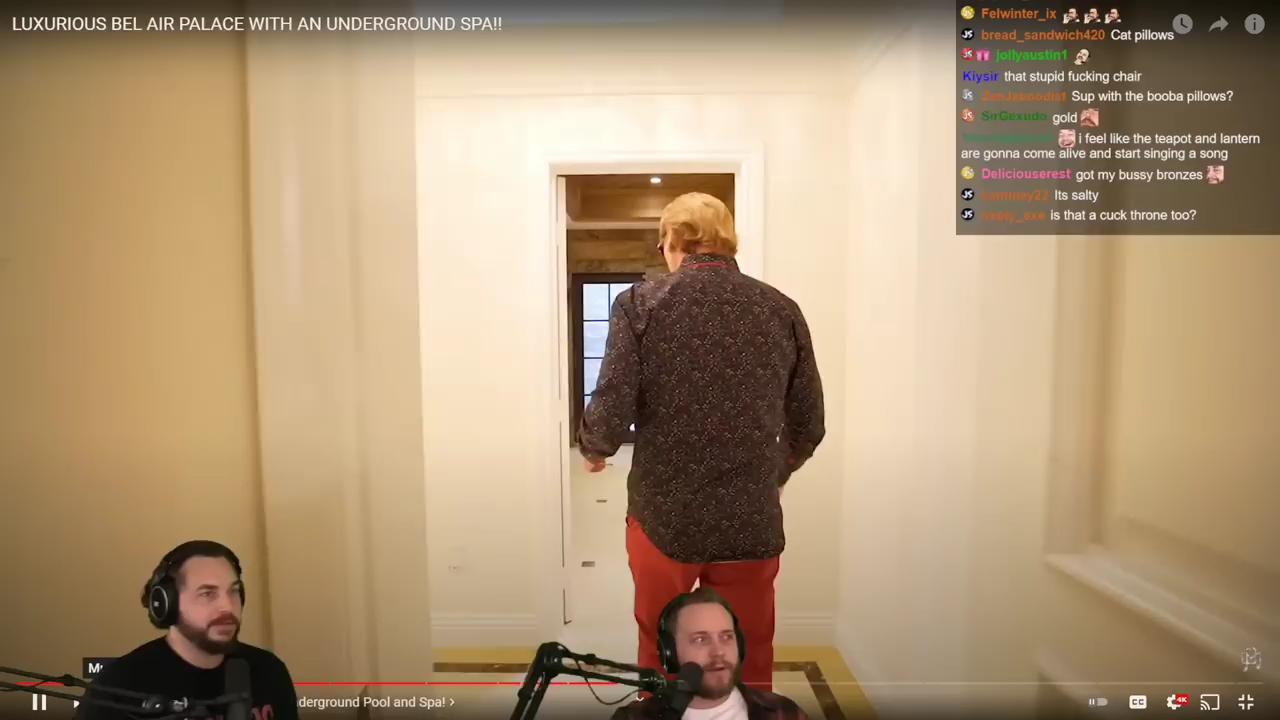 LUXURIOUS BEL AIR PALACE WITH AN UNDERGROUND SPA!!
Felwinter_ix
bread_sandwich420 Cat pillows
jollyaustin1
Kiysir that stupid fucking chair
Sup with the booba pillows?
SirGexudo gold
i feel like the teapot and lantern
are gonna come alive and start singing a song
Deliciouserest got my bussy bronzes
Its salty
is that a cuck throne too?
derground Pool and Spa! >
CC
4K